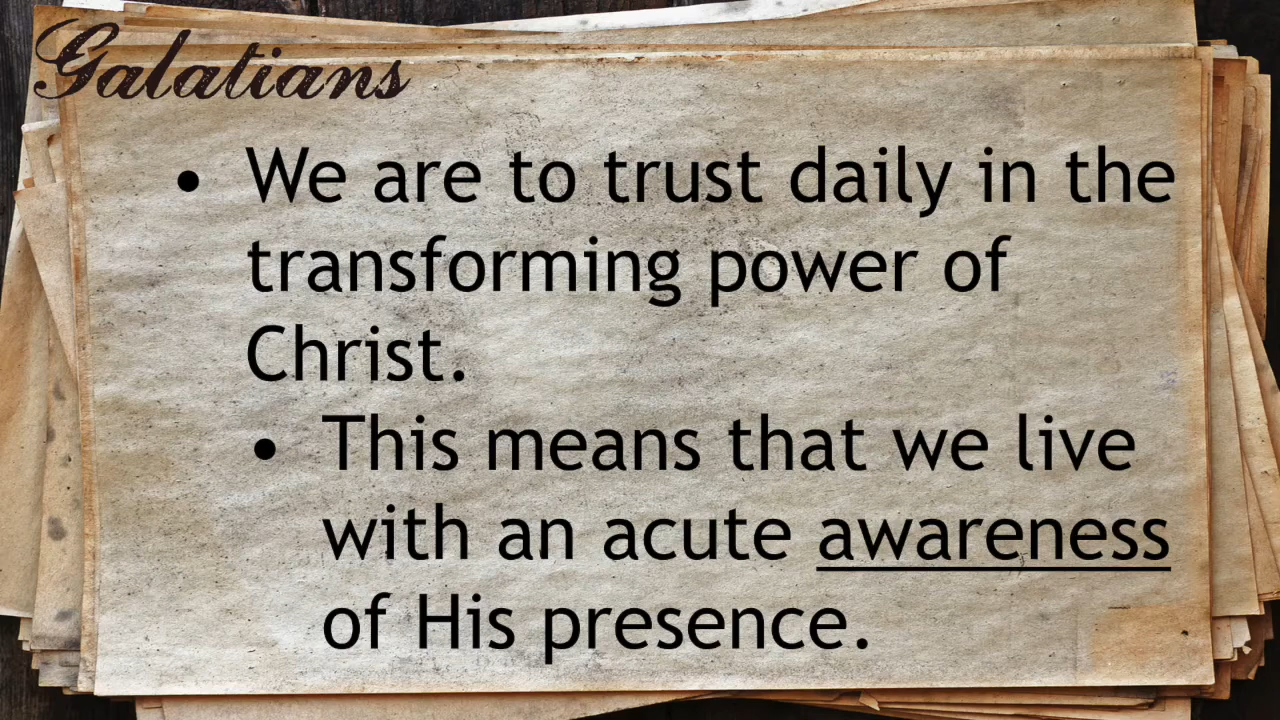 Galatians
• We are to trust daily in the
transforming power of
Christ.
• This means that we live
with an acute awareness
of His presence.